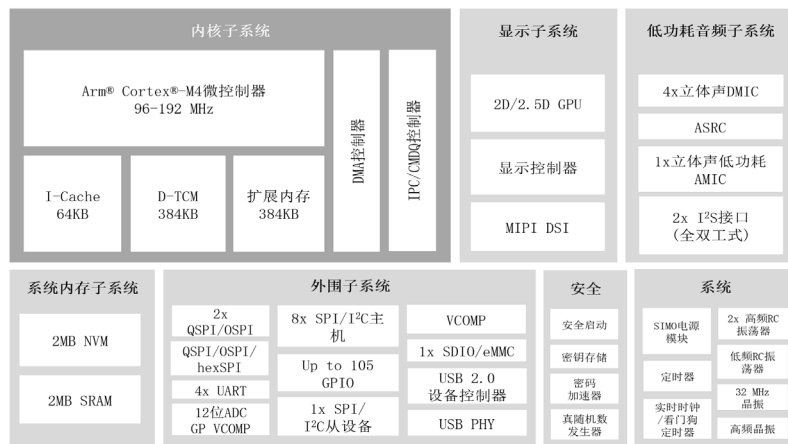 内核子系统
Arm® Cortex®-M4微控制器
96-192 MHz
I-Cache
64KB
D-TCM
384KB
扩展内存
384KB
DMA控制器
IPC/CMDQ控制器
显示子系统
2D/2.5D GPU
显示控制器
MIPI DSI
低功耗音频子系统
4x立体声DMIC
ASRC
1x立体声低功耗
AMIC
2x I²S接口
(全双工式)
系统内存子系统
2MB NVM
2MB SRAM
外围子系统
2x
QSPI/OSPI
QSPI/OSPI/
hexSPI
4x UART
12位ADC
GP VCOMP
8x SPI/I²C主
机
Up to 105
GPIO
1x SPI/
I²C从设备
VCOMP
1x SDIO/eMMC
USB 2.0
设备控制器
USB PHY
安全
安全启动
密钥存储
密码
加速器
真随机数
发生器
系统
SIMO电源
模块
定时器
实时时钟
/看门狗
定时器
2x 高频RC
振荡器
低频RC振
荡器
32 MHz
晶振
高频晶振